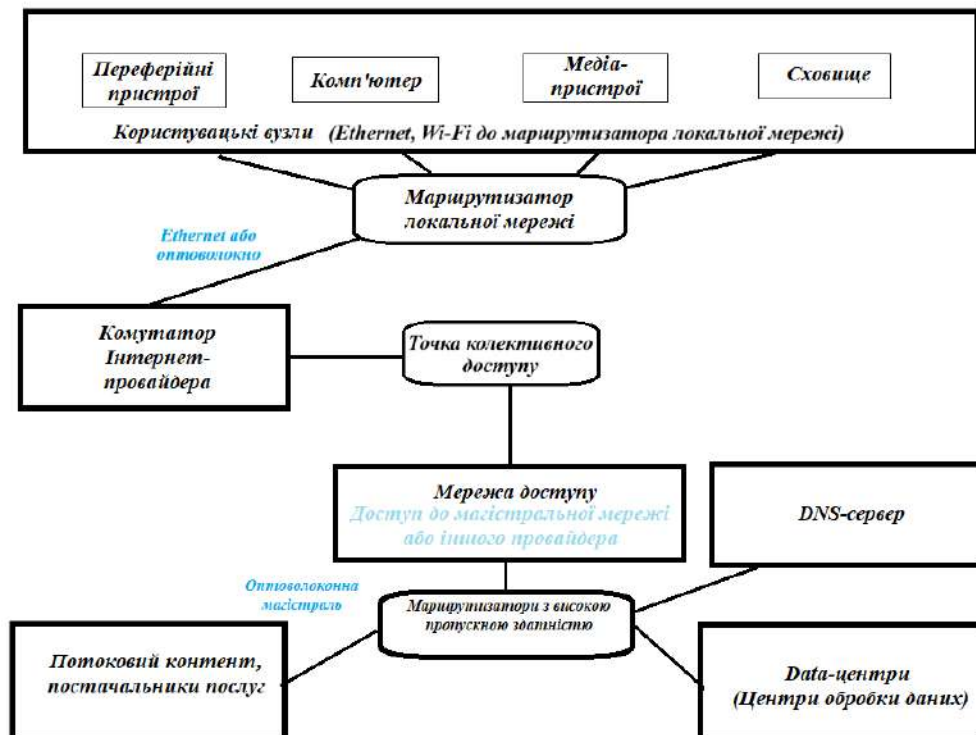 Переферійні
пристрої
Комп'ютер
Медіа-
пристрої
Сховище
Користувацькі вузли (Ethernet, Wi-Fi до маршрутизатора локальної мережі)
Маршрутизатор
локальної мережі
Ethernet або
оптоволокно
Комутатор
Інтернет-
провайдера
Точка колективного
доступу
Мережа доступу
Доступ до магістральної мережі
або іншого провайдера
DNS-сервер
Оптоволоконна
магістраль
Маршрутизатори з високою
пропускною здатністю
Потоковий контент,
постачальники послуг
Data-центри
(Центри обробки даних)